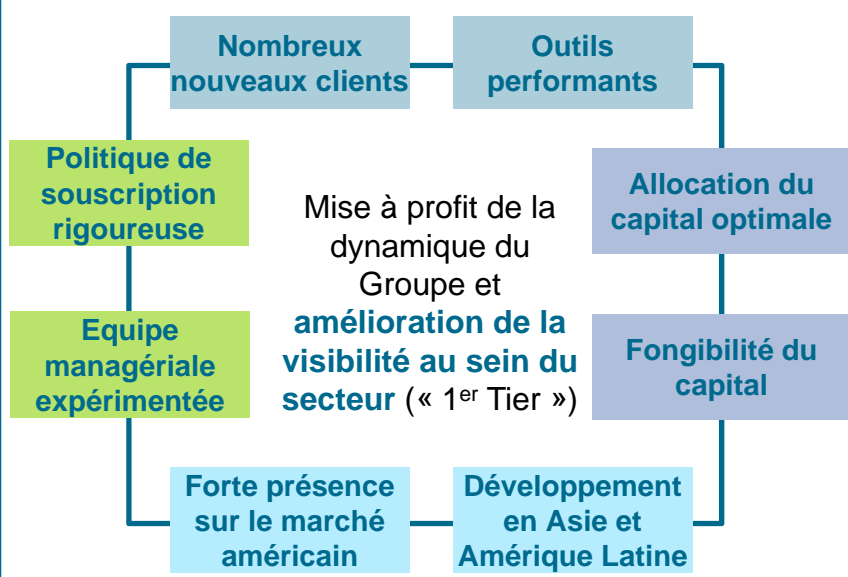 Nombreux
nouveaux clients
Outils
performants
Politique de
souscription
rigoureuse
Allocation du
capital optimale
Mise à profit de la
dynamique du
Groupe et
amélioration de la
visibilité au sein du
secteur (« 1er Tier »)
Equipe
managériale
expérimentée
Fongibilité du
capital
Forte présence
sur le marché
américain
Développement
en Asie et
Amérique Latine